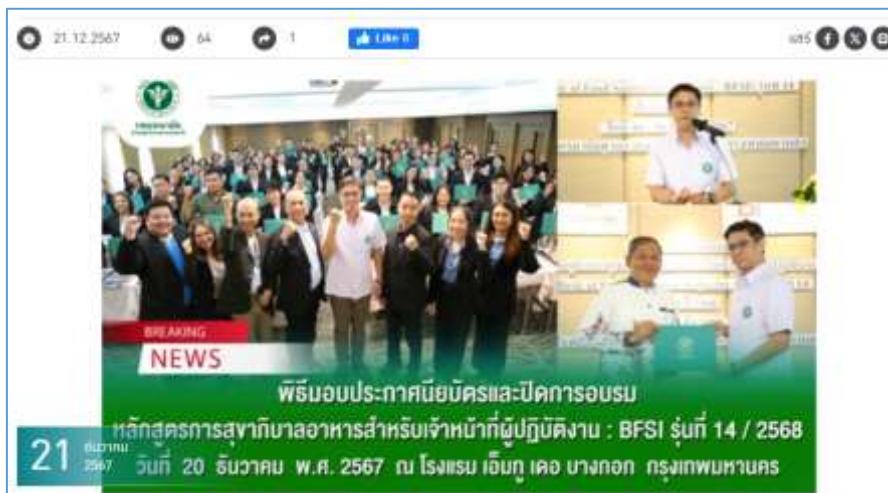 21.12.2567 64 1 Like 0 แชร์
BREAKING
NEWS
พิธีมอบประกาศนียบัตรและปิดการอบรม
หลักสูตรการสุขาภิบาลอาหารสำหรับเจ้าหน้าที่ผู้ปฏิบัติงาน : BFSI รุ่นที่ 14 / 2568
21 ธันวาคม 2567
วันที่ 20 ธันวาคม พ.ศ. 2567 ณ โรงแรม เอ็มทู เดอ บางกอก กรุงเทพมหานคร